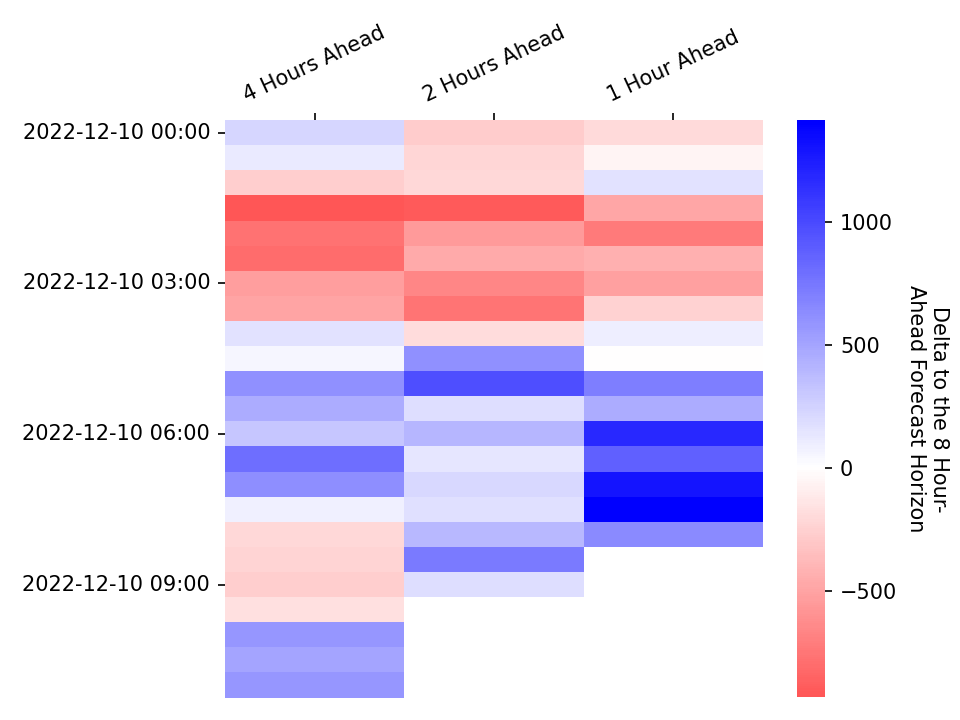 4 Hours Ahead
2 Hours Ahead
1 Hour Ahead
2022-12-10 00:00
2022-12-10 03:00
2022-12-10 06:00
2022-12-10 09:00
1000
500
0
−500
Delta to the 8 Hour-
Ahead Forecast Horizon